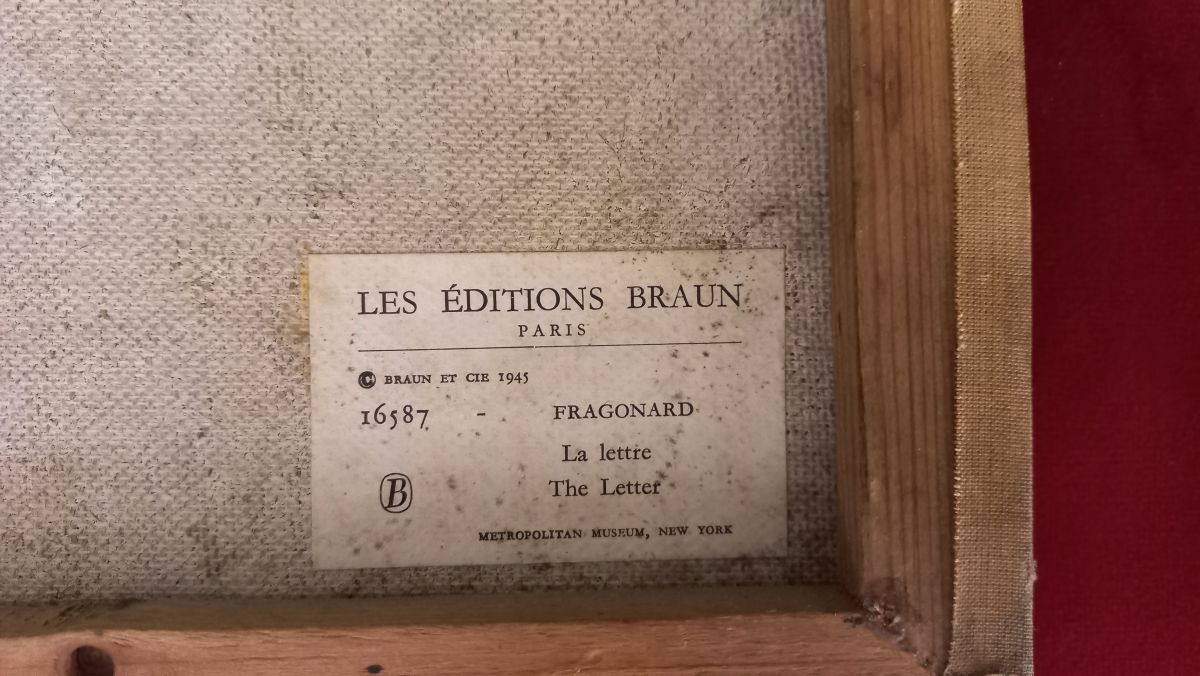 LES ÉDITIONS BRAUN
PARIS
© BRAUN ET CIE 1945
16587 - FRAGONARD
La lettre
The Letter
B
METROPOLITAN MUSEUM, NEW YORK